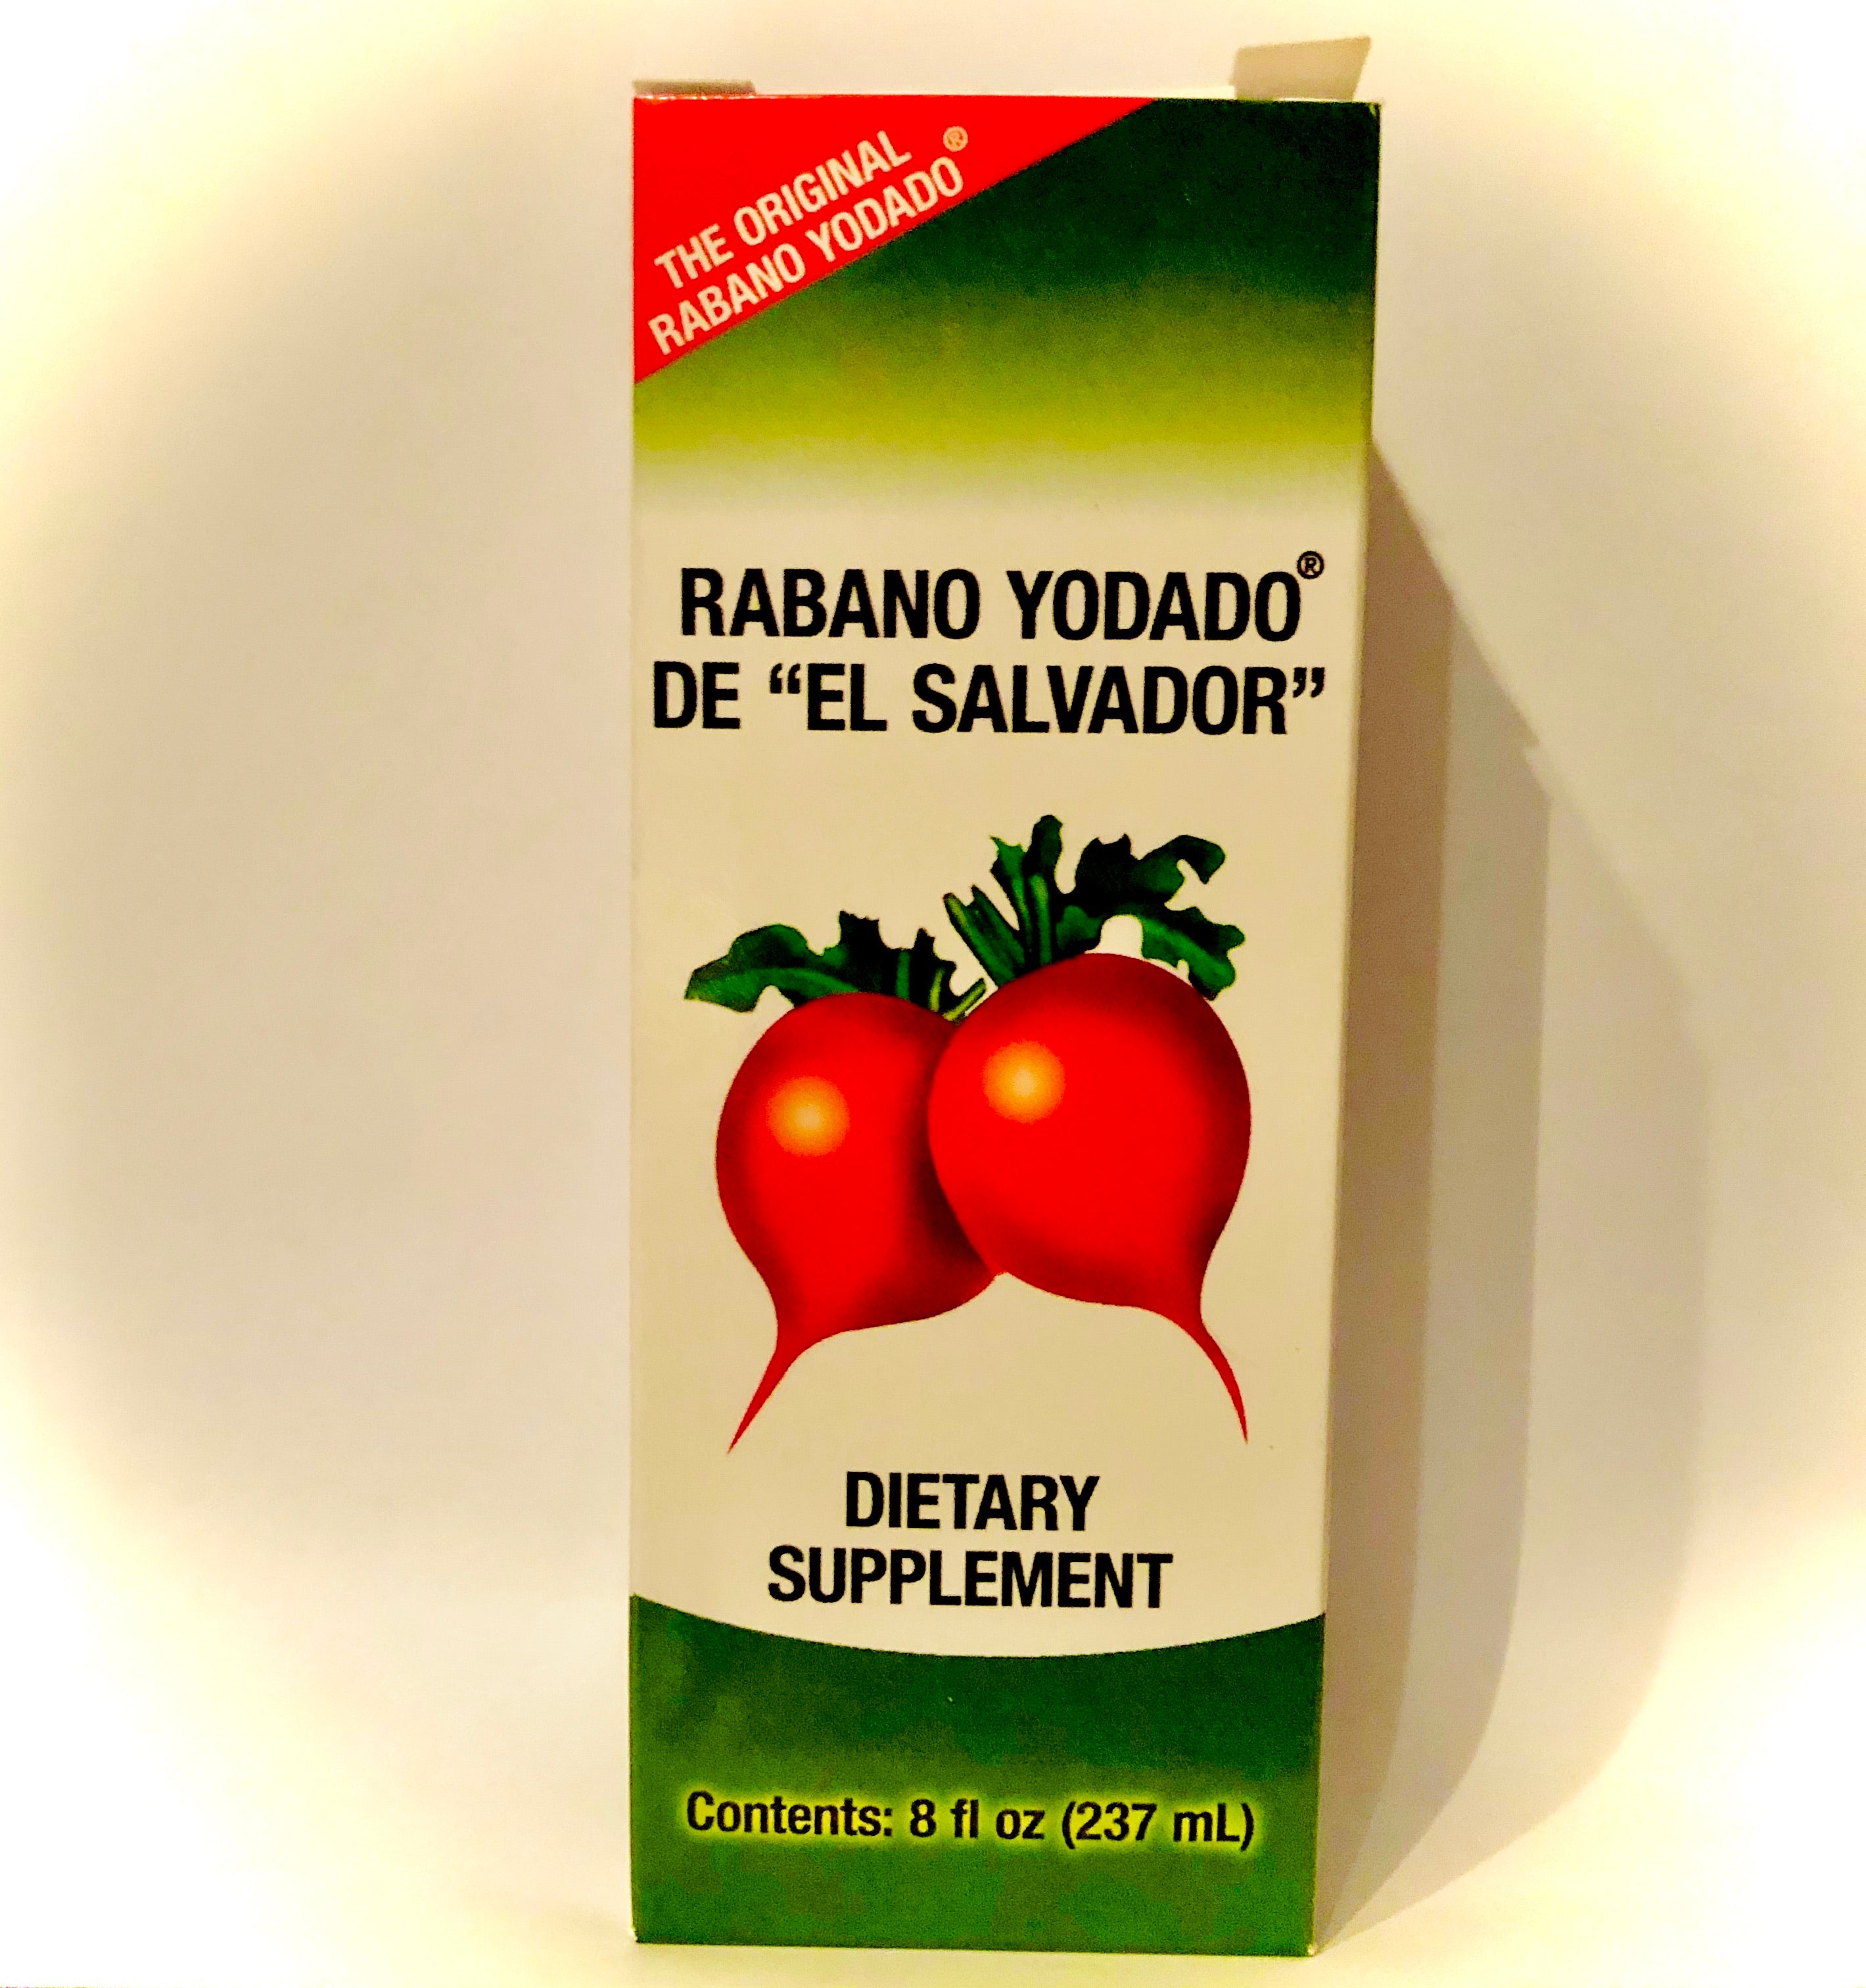 THE ORIGINAL
RABANO YODADO®
RABANO YODADO®
DE “EL SALVADOR”
DIETARY
SUPPLEMENT
Contents: 8 fl oz (237 mL)